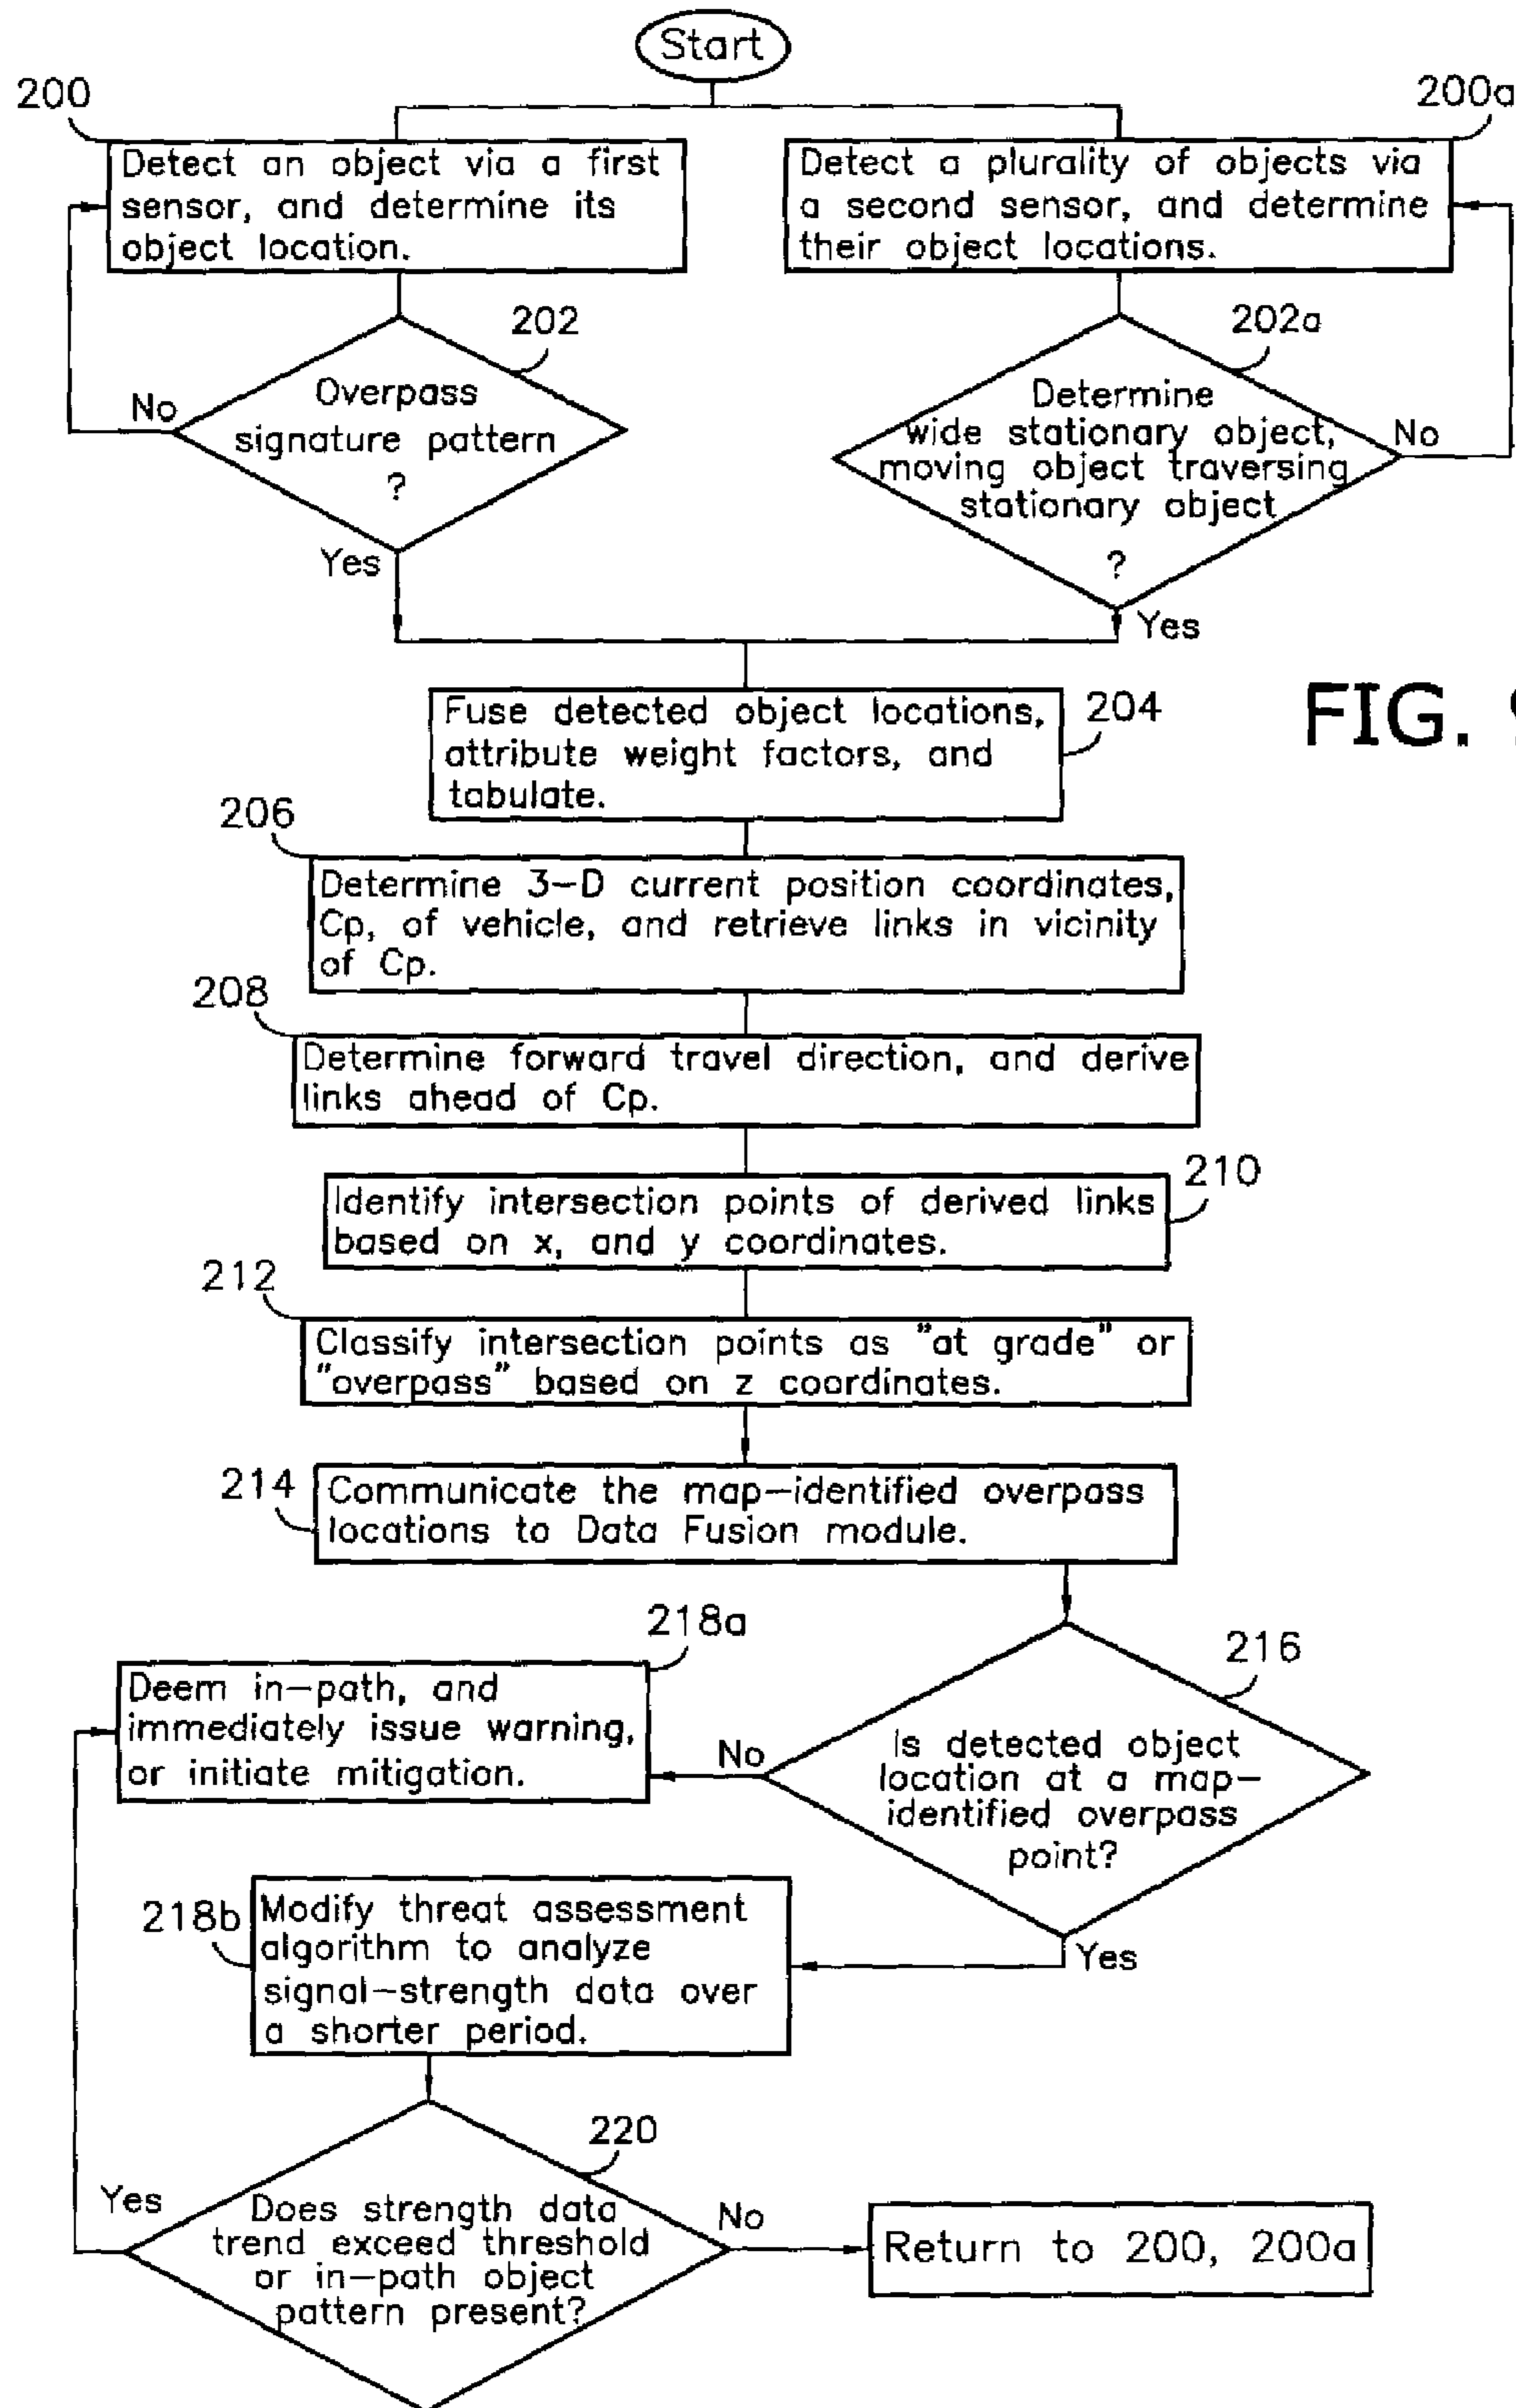 Start
200
Detect an object via a first
sensor, and determine its
object location.
200a
Detect a plurality of objects via
a second sensor, and determine
their object locations.
202
Overpass
signature pattern
?
No
Yes
202a
Determine
wide stationary object,
moving object traversing
stationary object
?
No
Yes
FIG.
Fuse detected object locations,
attribute weight factors, and
tabulate.
204
206
Determine 3-D current position coordinates,
Cp, of vehicle, and retrieve links in vicinity
of Cp.
208
Determine forward travel direction, and derive
links ahead of Cp.
210
Identify intersection points of derived links
based on x, and y coordinates.
212
Classify intersection points as "at grade" or
"overpass" based on z coordinates.
214
Communicate the map-identified overpass
locations to Data Fusion module.
218a
Deem in-path, and
immediately issue warning,
or initiate mitigation.
216
Is detected object
location at a map-
identified overpass
point?
No
Yes
218b
Modify threat assessment
algorithm to analyze
signal-strength data over
a shorter period.
220
Does strength data
trend exceed threshold
or in-path object
pattern present?
Yes
No
Return to 200, 200a